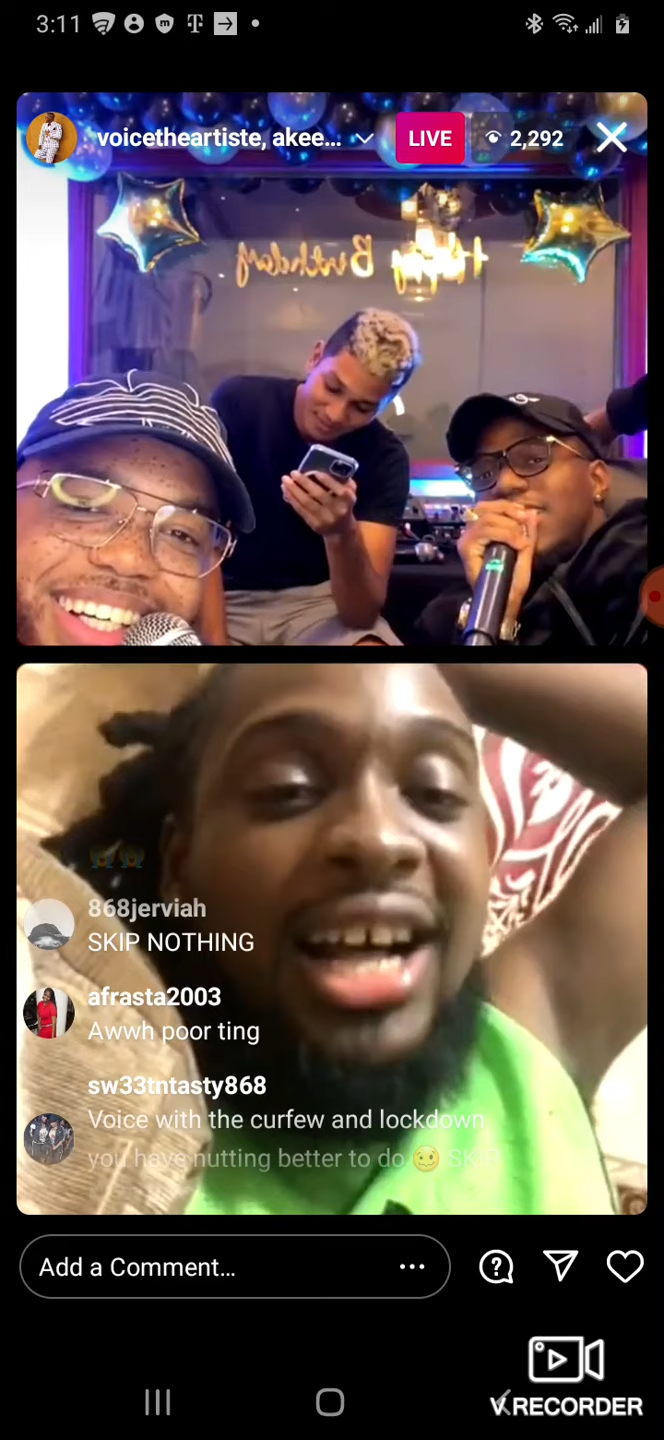 3:11
voicetheartiste, akee...
LIVE
2,292
Happy Birthday
868jerviah
SKIP NOTHING
afrasta2003
Awwh poor ting
sw33tntasty868
Voice with the curfew and lockdown
you have nutting better to do 🥴 SKIP
Add a Comment...
V.RECORDER